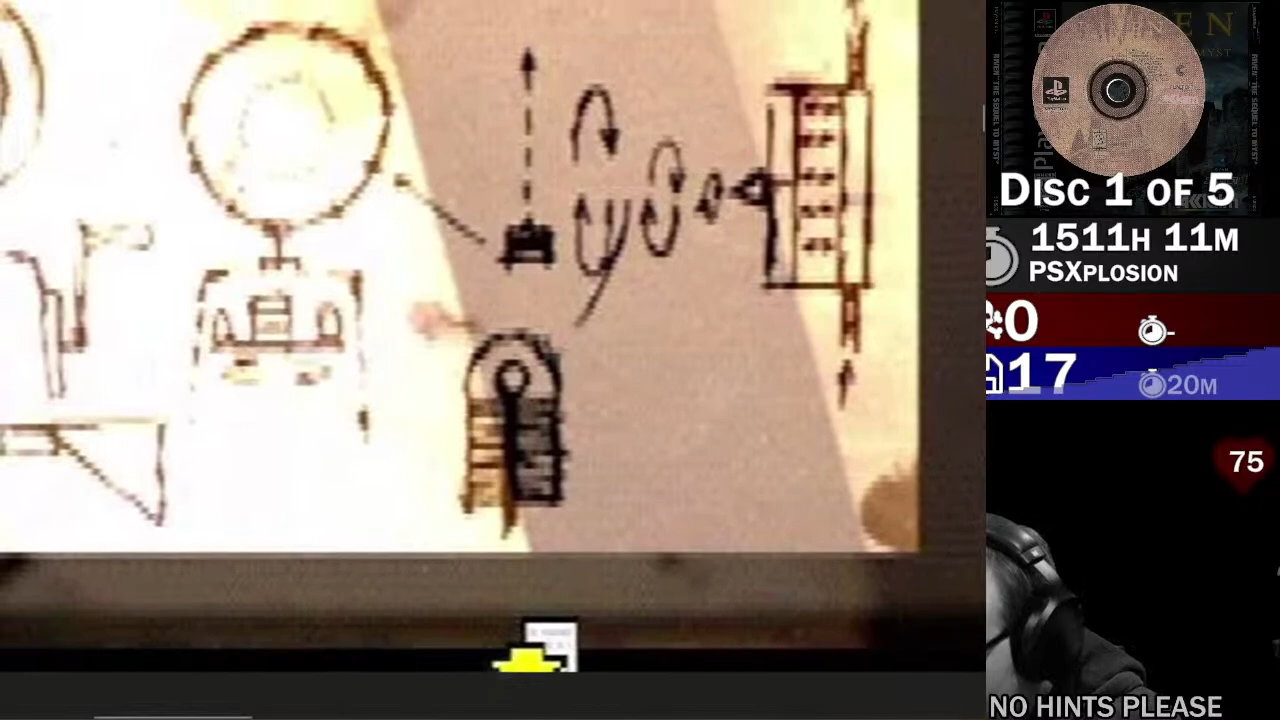 DISC 1 OF 5
1511H 11M
PSXPLOSION
0
-
17
20M
75
NO HINTS PLEASE